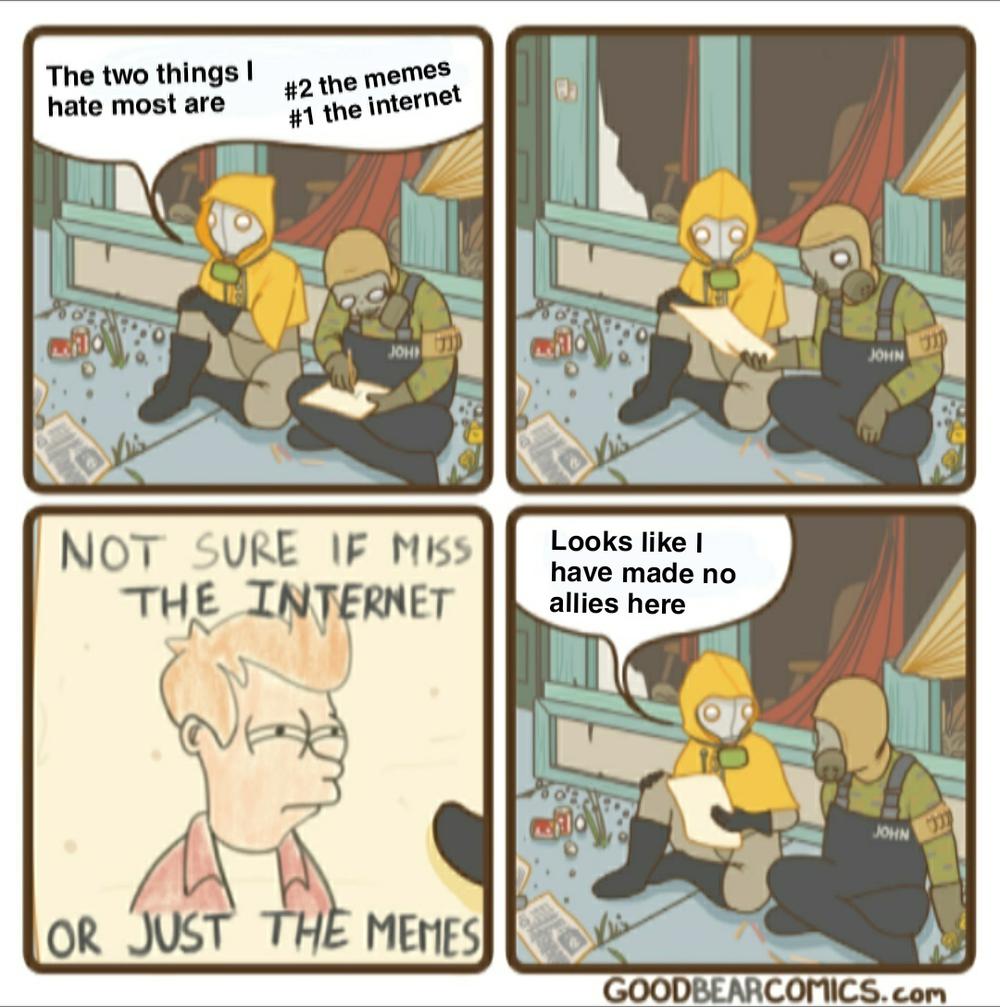 The two things I
hate most are
#2 the memes
#1 the internet
JOHN
JOHN
NOT SURE IF MISS
THE INTERNET
OR JUST THE MEMES
Looks like I
have made no
allies here
JOHN
GOODBEARCOMICS.com